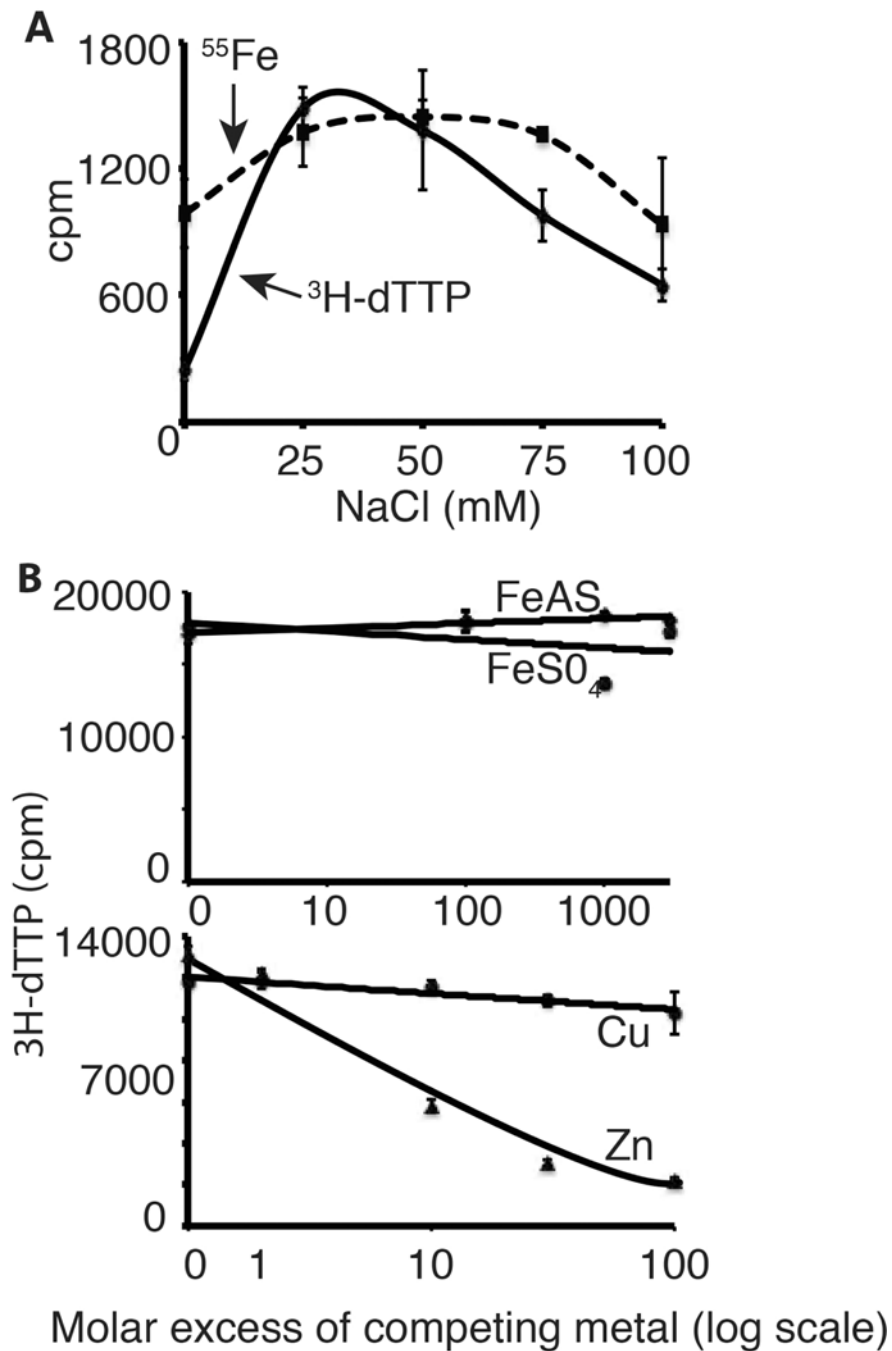 A
1800
⁵⁵Fe
1200
cpm
600
³H-dTTP
0
0 25 50 75 100
NaCl (mM)
B
20000
FeAS
FeS0₄
10000
0
0 10 100 1000
3H-dTTP (cpm)
14000
Cu
7000
Zn
0
0 1 10 100
Molar excess of competing metal (log scale)